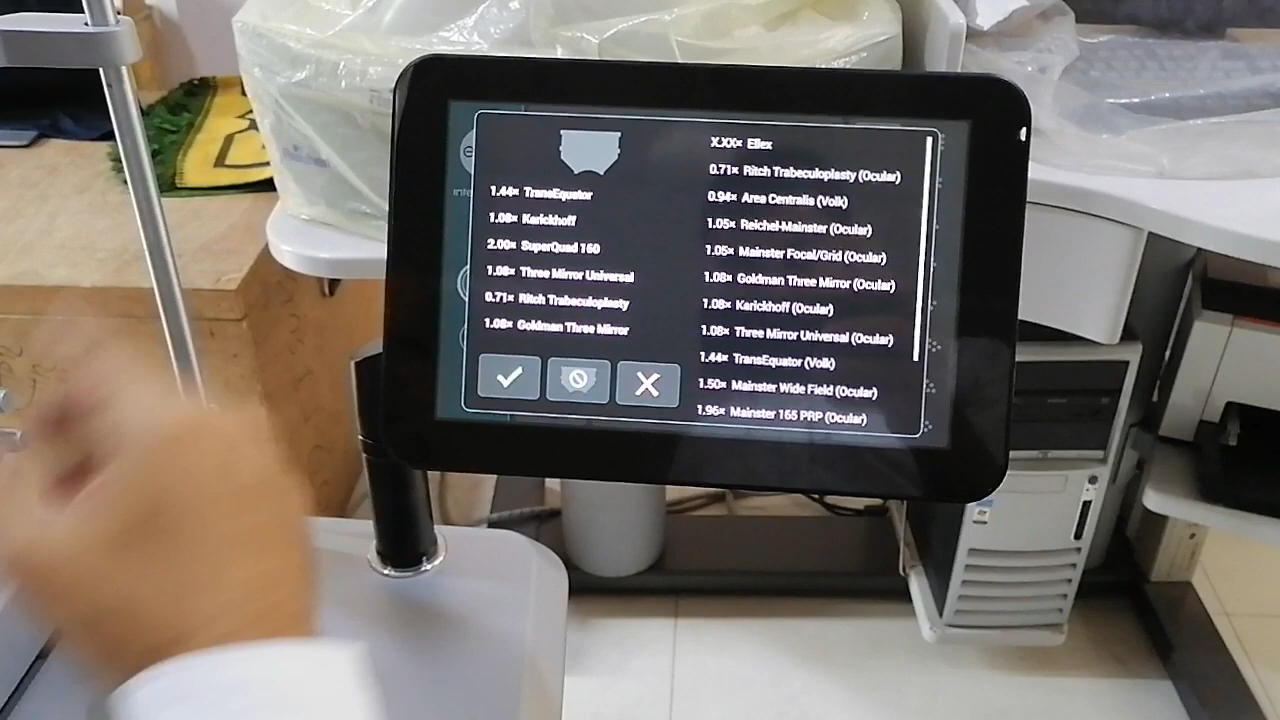 1.44× TransEquator
1.08× Karickhoff
2.00× SuperQuad 160
1.08× Three Mirror Universal
0.71× Ritch Trabeculoplasty
1.08× Goldman Three Mirror
X.XX× Ellex
0.71× Ritch Trabeculoplasty (Ocular)
0.94× Area Centralis (Volk)
1.05× Reichel-Mainster (Ocular)
1.05× Mainster Focal/Grid (Ocular)
1.08× Goldman Three Mirror (Ocular)
1.08× Karickhoff (Ocular)
1.08× Three Mirror Universal (Ocular)
1.44× TransEquator (Volk)
1.50× Mainster Wide Field (Ocular)
1.96× Mainster 165 PRP (Ocular)